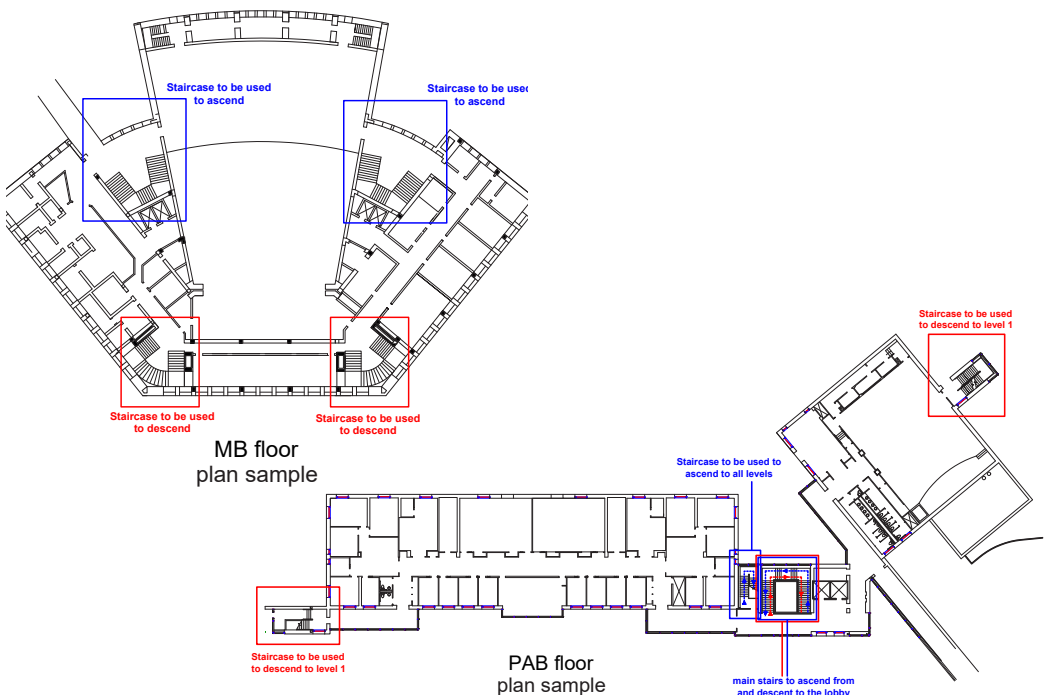 Staircase to be used
to ascend
Staircase to be used
to ascend
Staircase to be used
to descend
Staircase to be used
to descend
MB floor
plan sample
Staircase to be used
to descend to level 1
Staircase to be used to
ascend to all levels
Staircase to be used
to descend to level 1
PAB floor
plan sample
main stairs to ascend from
and descent to the lobby